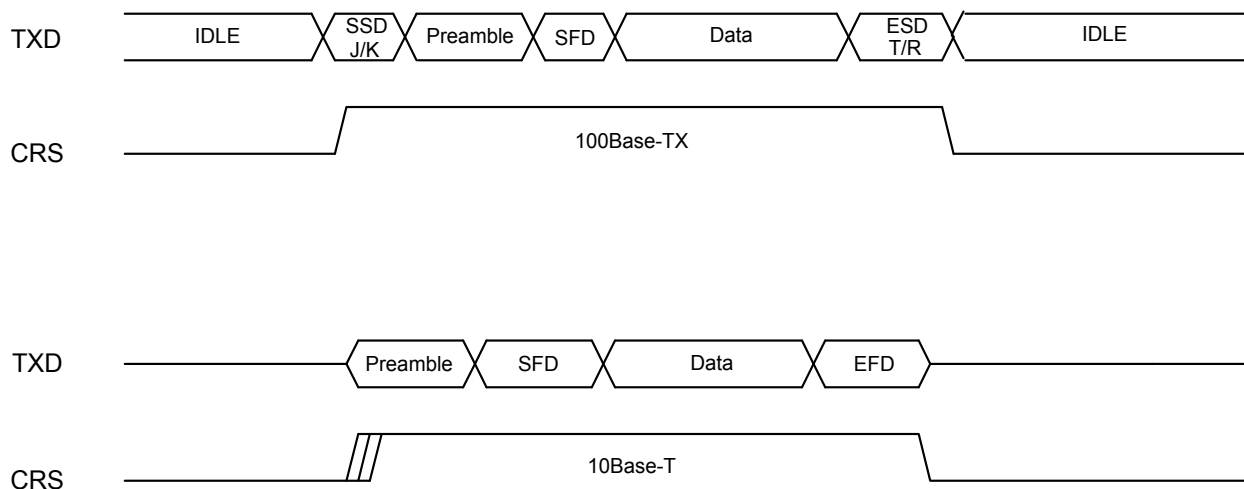 TXD
IDLE
SSD
J/K
Preamble
SFD
Data
ESD
T/R
IDLE
CRS
100Base-TX
TXD
Preamble
SFD
Data
EFD
CRS
10Base-T